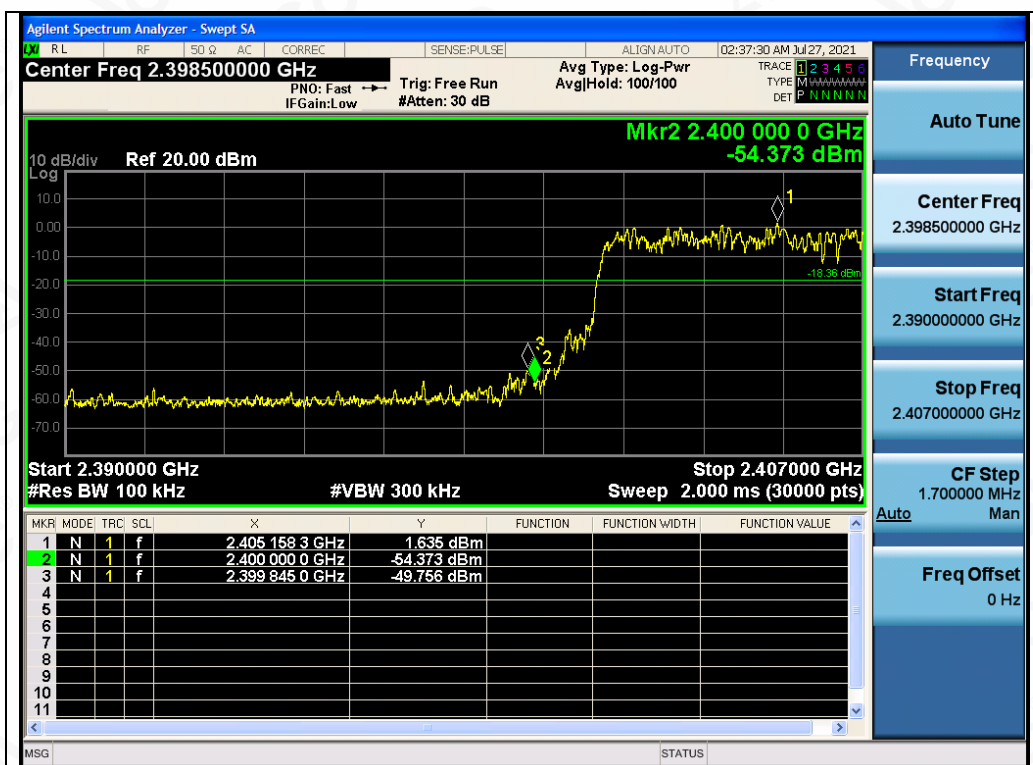 Agilent Spectrum Analyzer - Swept SA
LXI RL RF 50 Ω AC CORREC SENSE:PULSE ALIGN AUTO 02:37:30 AM Jul 27, 2021
Center Freq 2.398500000 GHz
PNO: Fast
IFGain:Low
Trig: Free Run
#Atten: 30 dB
Avg Type: Log-Pwr
Avg|Hold: 100/100
TRACE 1 2 3 4 5 6
TYPE M
DET P N N N N N
Mkr2 2.400 000 0 GHz
-54.373 dBm
10 dB/div Ref 20.00 dBm
Log
10.0
0.00
-10.0
-20.0
-30.0
-40.0
-50.0
-60.0
-70.0
1
-18.36 dBm
3
2
Start 2.390000 GHz Stop 2.407000 GHz
#Res BW 100 kHz #VBW 300 kHz Sweep 2.000 ms (30000 pts)
MKR MODE TRC SCL X Y FUNCTION FUNCTION WIDTH FUNCTION VALUE
1 N 1 f 2.405 158 3 GHz 1.635 dBm
2 N 1 f 2.400 000 0 GHz -54.373 dBm
3 N 1 f 2.399 845 0 GHz -49.756 dBm
4
5
6
7
8
9
10
11
MSG STATUS
Frequency
Auto Tune
Center Freq
2.398500000 GHz
Start Freq
2.390000000 GHz
Stop Freq
2.407000000 GHz
CF Step
1.700000 MHz
Auto Man
Freq Offset
0 Hz